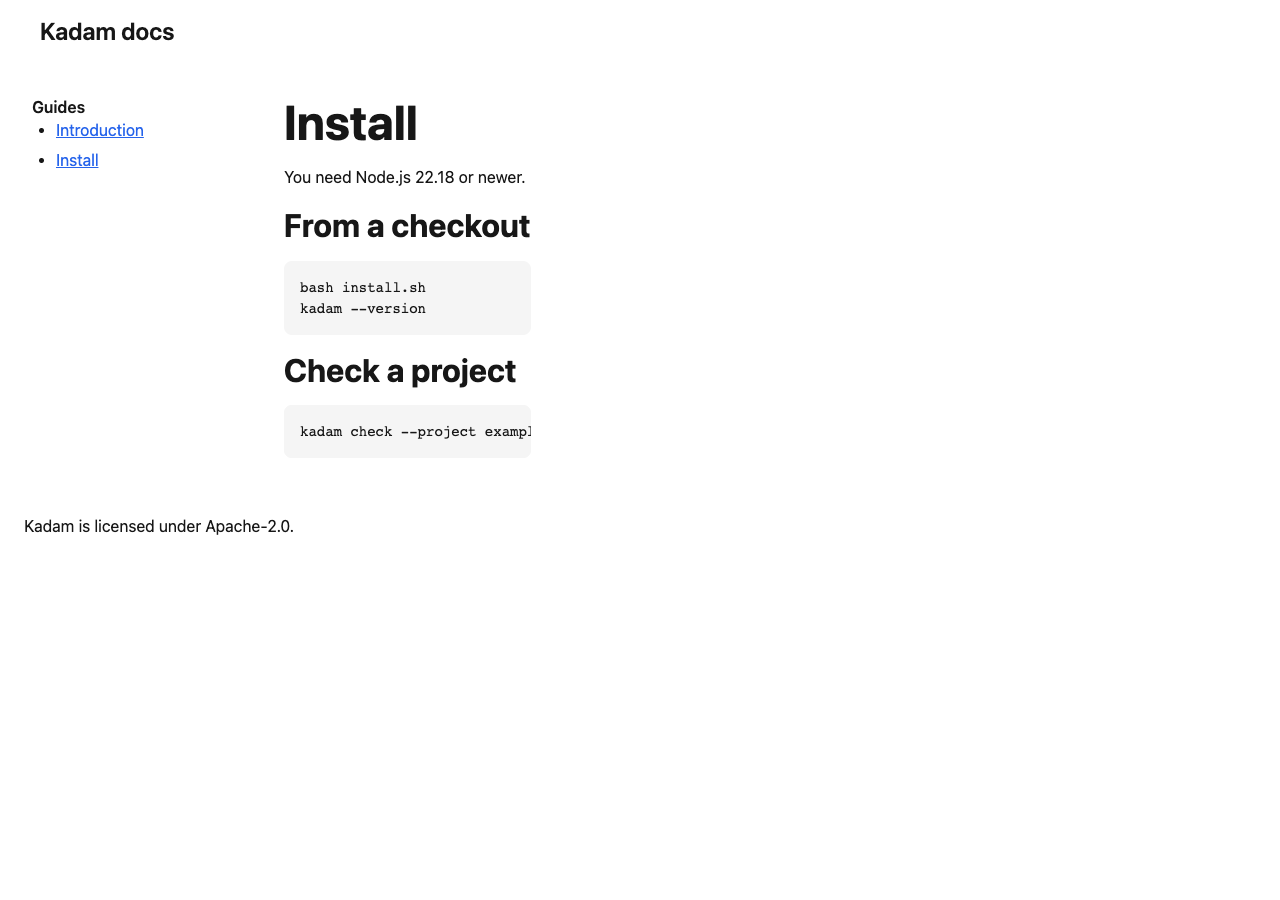 Kadam docs
Guides
Introduction
Install
Install
You need Node.js 22.18 or newer.
From a checkout
bash install.sh
kadam --version
Check a project
kadam check --project exampl
Kadam is licensed under Apache-2.0.